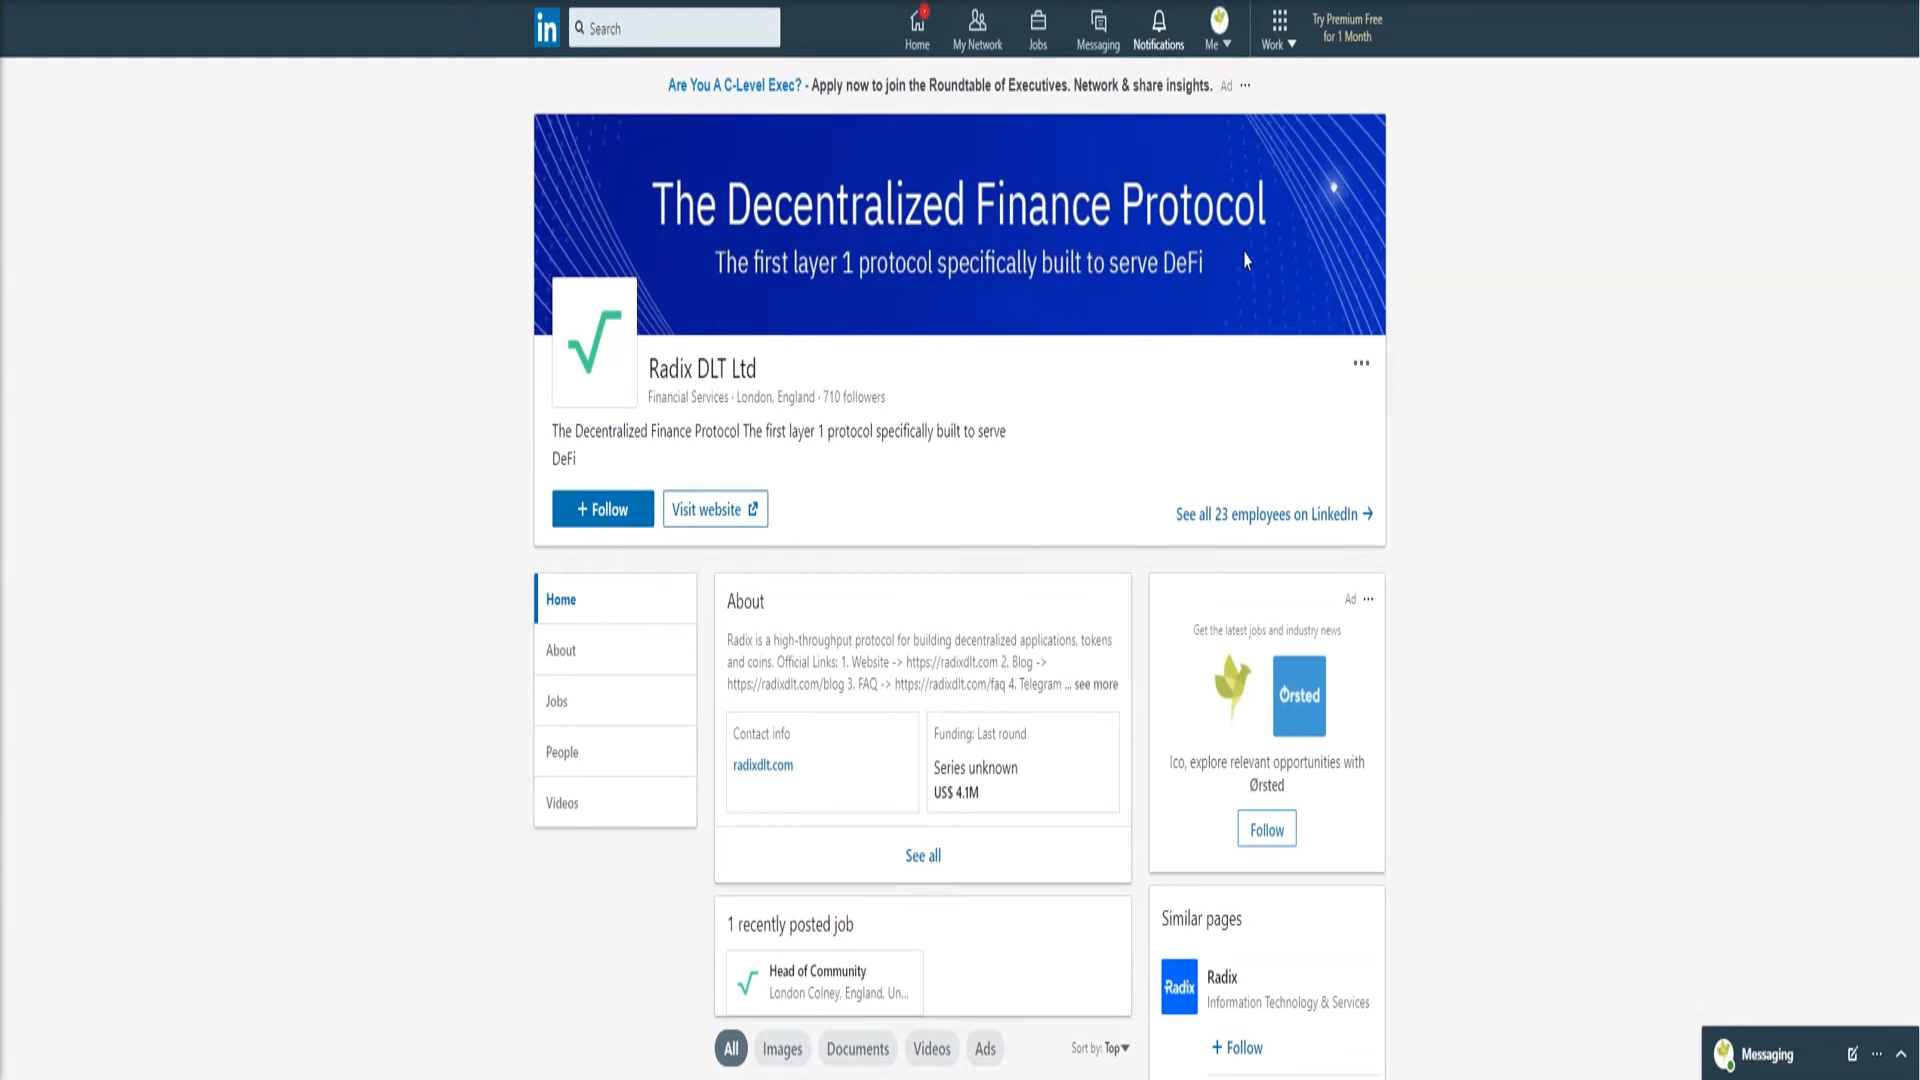 in
Search
Home
My Network
Jobs
Messaging
Notifications
Me
Work
Try Premium Free
for 1 Month
Are You A C-Level Exec? - Apply now to join the Roundtable of Executives. Network & share insights. Ad ...
The Decentralized Finance Protocol
The first layer 1 protocol specifically built to serve DeFi
Radix DLT Ltd
Financial Services · London, England · 710 followers
The Decentralized Finance Protocol The first layer 1 protocol specifically built to serve
DeFi
+ Follow
Visit website
See all 23 employees on LinkedIn →
Home
About
Jobs
People
Videos
About
Radix is a high-throughput protocol for building decentralized applications, tokens
and coins. Official Links: 1. Website -> https://radixdlt.com 2. Blog ->
https://radixdlt.com/blog 3. FAQ -> https://radixdlt.com/faq 4. Telegram ... see more
Contact info
radixdlt.com
Funding: Last round
Series unknown
US$ 4.1M
See all
1 recently posted job
Head of Community
London Colney, England, Un...
All
Images
Documents
Videos
Ads
Sort by: Top
Ad ...
Get the latest jobs and industry news
Ørsted
Ico, explore relevant opportunities with
Ørsted
Follow
Similar pages
Radix
Radix
Information Technology & Services
+ Follow
Messaging